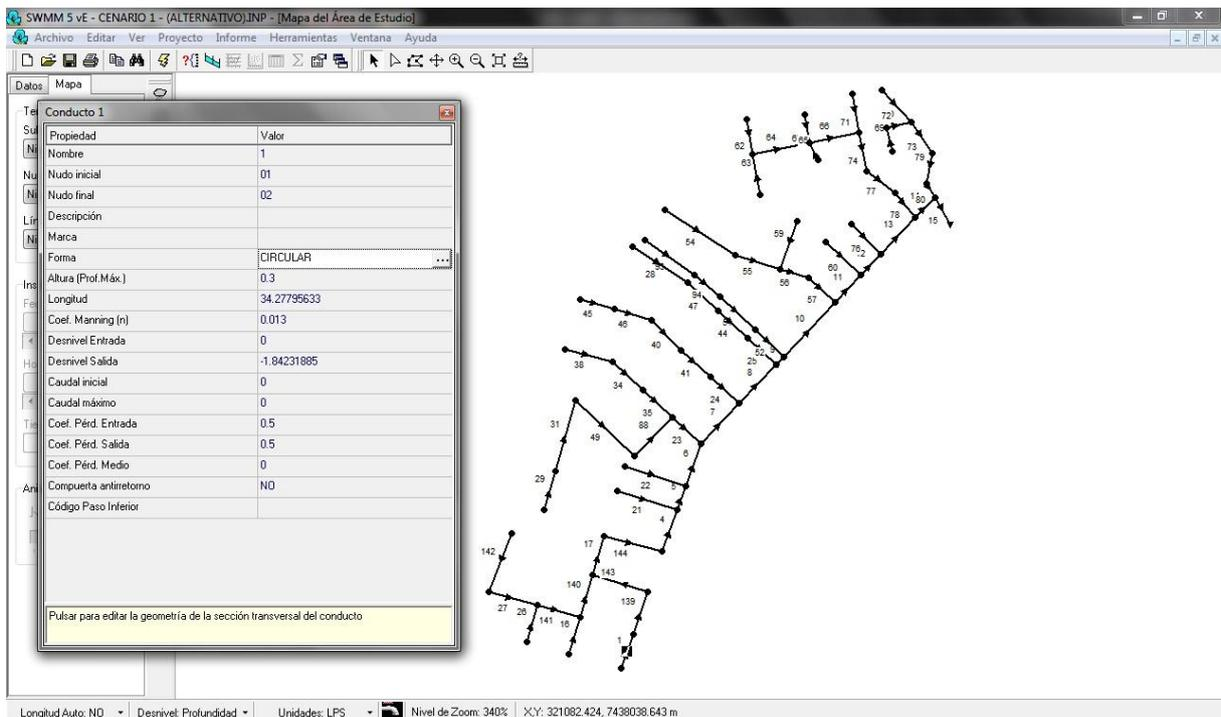 SWMM 5 vE - CENARIO 1 - (ALTERNATIVO).INP - [Mapa del Área de Estudio]
Archivo Editar Ver Proyecto Informe Herramientas Ventana Ayuda
Datos Mapa
Conducto 1
Propiedad Valor
Nombre 1
Nudo inicial 01
Nudo final 02
Descripción
Marca
Forma CIRCULAR ...
Altura (Prof.Máx.) 0.3
Longitud 34.27795633
Coef. Manning (n) 0.013
Desnivel Entrada 0
Desnivel Salida -1.84231885
Caudal inicial 0
Caudal máximo 0
Coef. Pérd. Entrada 0.5
Coef. Pérd. Salida 0.5
Coef. Pérd. Medio 0
Compuerta antirretorno NO
Código Paso Inferior
Pulsar para editar la geometría de la sección transversal del conducto
72
71
66
64
65
69
62
63
73
79
74
77
80
78
15
13
59
54
76
60
11
55
56
57
28
94
47
10
44
45
46
52
40
8
38
41
34
24
7
35
31
88
49
23
6
29
22
5
21
4
17
144
142
143
140
139
27
26
141
16
1
Longitud Auto: NO Desnivel: Profundidad Unidades: LPS Nivel de Zoom: 340% X,Y: 321082.424, 7438038.643 m